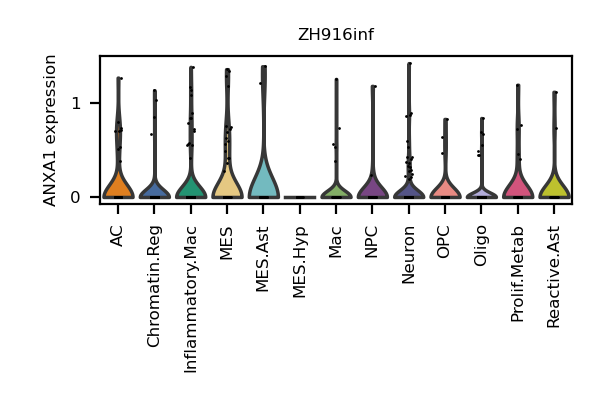 ZH916inf
ANXA1 expression
1
0
AC
Chromatin.Reg
Inflammatory.Mac
MES
MES.Ast
MES.Hyp
Mac
NPC
Neuron
OPC
Oligo
Prolif.Metab
Reactive.Ast